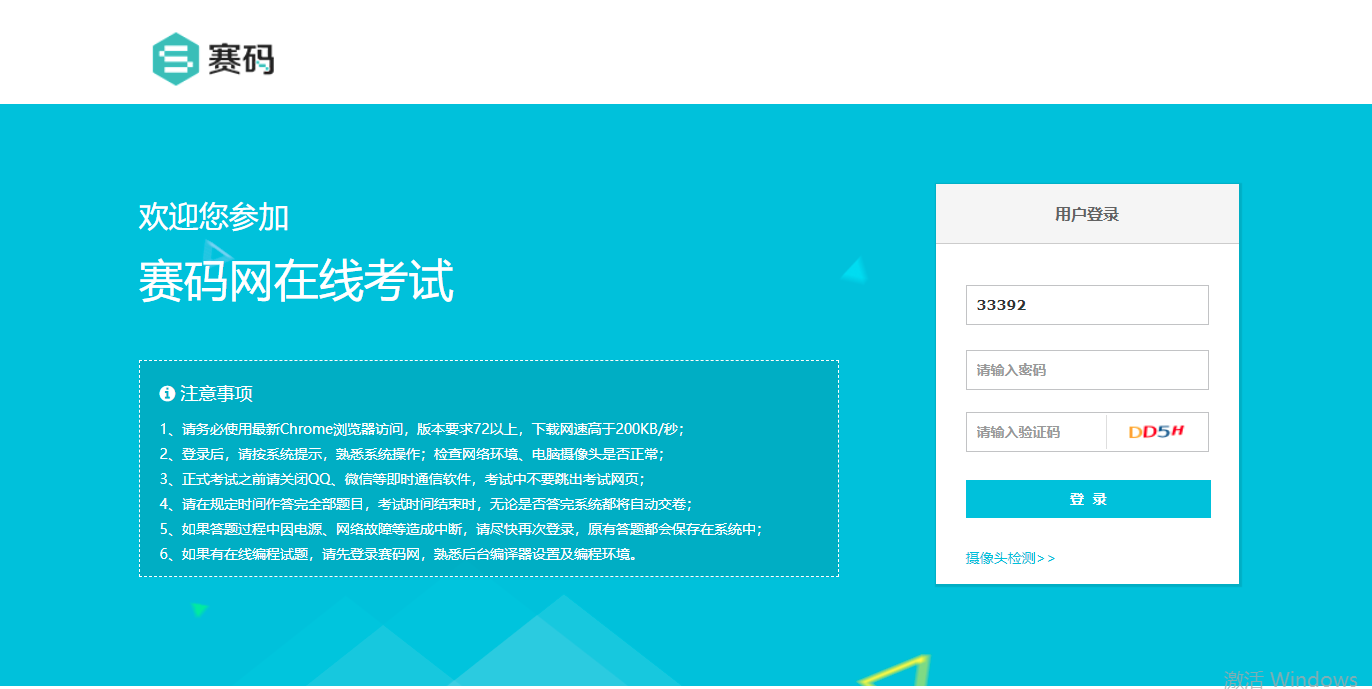 赛码
欢迎您参加
赛码网在线考试
注意事项
1、请务必使用最新Chrome浏览器访问，版本要求72以上，下载网速高于200KB/秒；
2、登录后，请按系统提示，熟悉系统操作；检查网络环境、电脑摄像头是否正常；
3、正式考试之前请关闭QQ、微信等即时通信软件，考试中不要跳出考试网页；
4、请在规定时间作答完全部题目，考试时间结束时，无论是否答完系统都将自动交卷；
5、如果答题过程中因电源、网络故障等造成中断，请尽快再次登录，原有答题都会保存在系统中；
6、如果有在线编程试题，请先登录赛码网，熟悉后台编译器设置及编程环境。
用户登录
33392
请输入密码
请输入验证码 DD5H
登 录
摄像头检测>>
激活 Windows